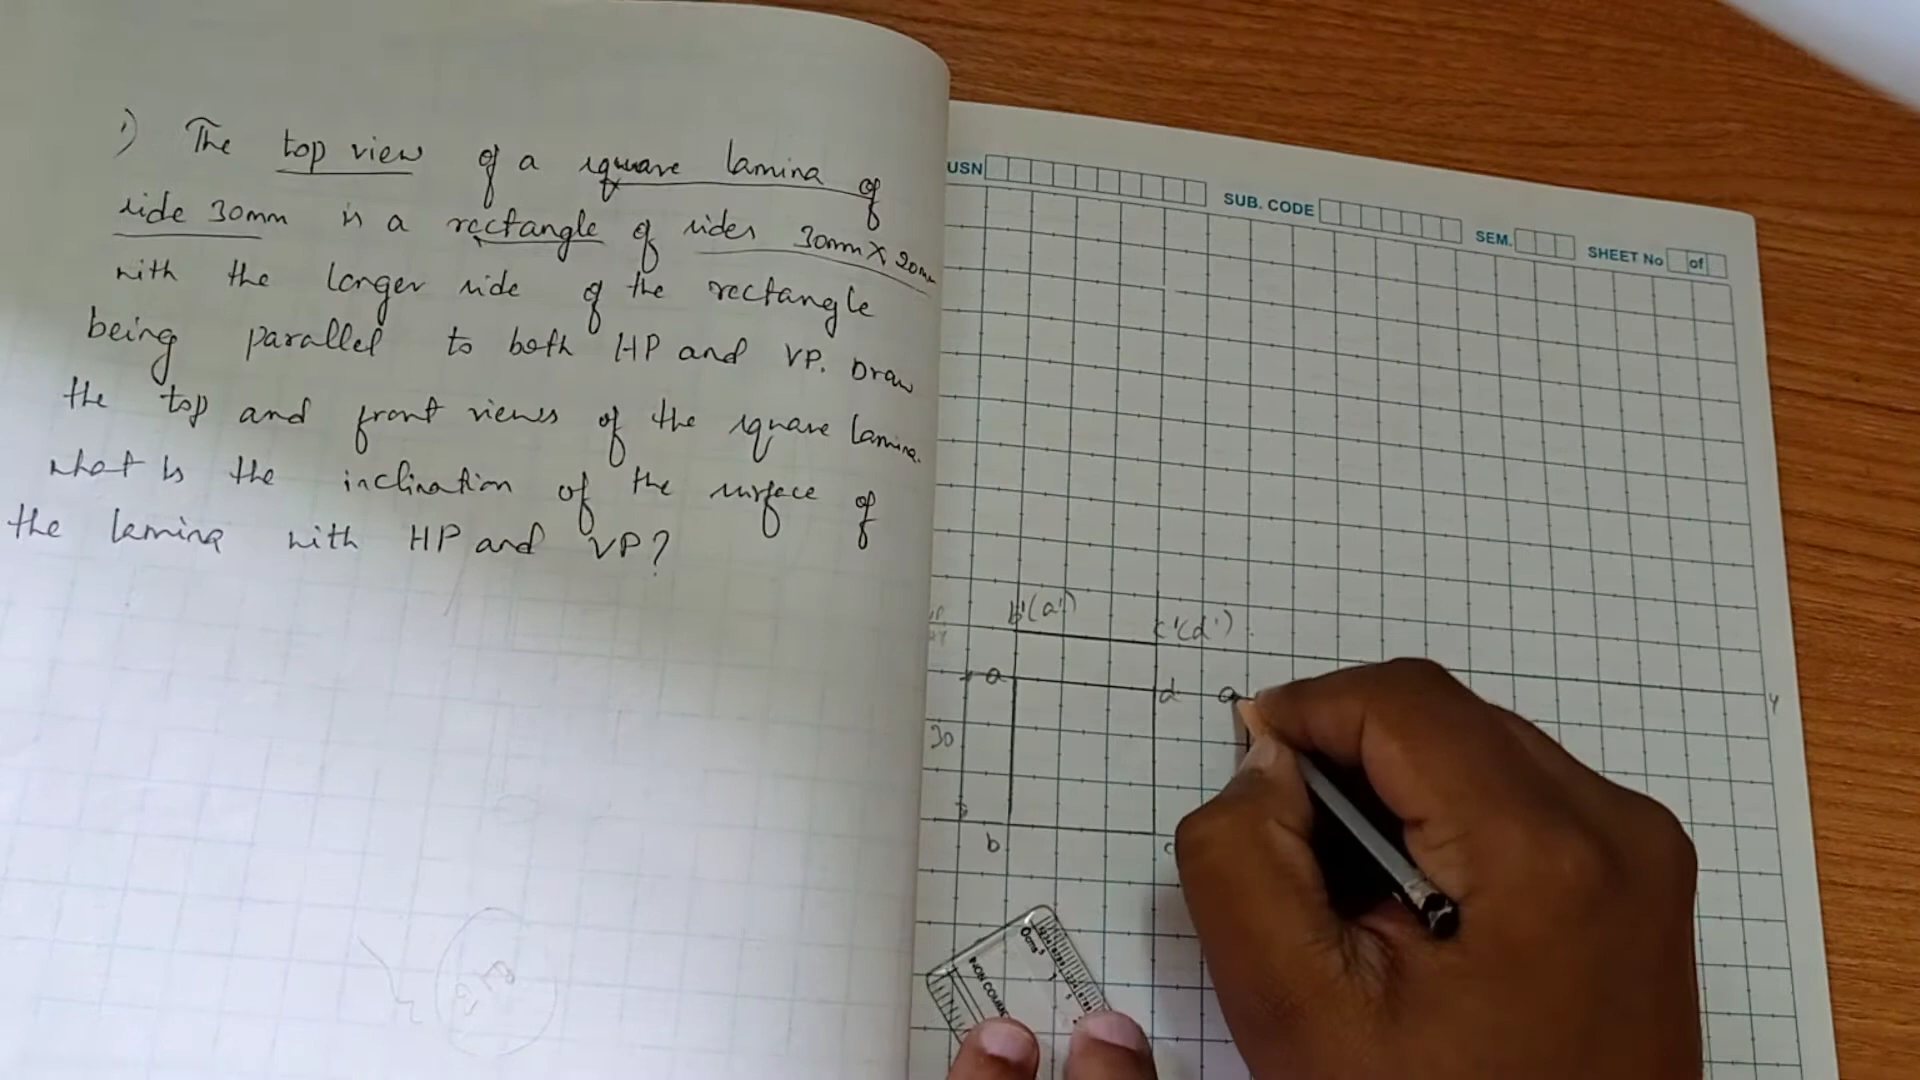 1) The top view of a square lamina of
side 30mm is a rectangle of sides 30mm X 20mm
with the longer side of the rectangle
being parallel to both HP and VP. Draw
the top and front views of the square lamina.
what is the inclination of the surface of
the lamina with HP and VP?
USN
SUB. CODE
SEM.
SHEET No of
b'(a')
c'(d')
a
d
a
Y
30
b
c
0cms
NON COMM